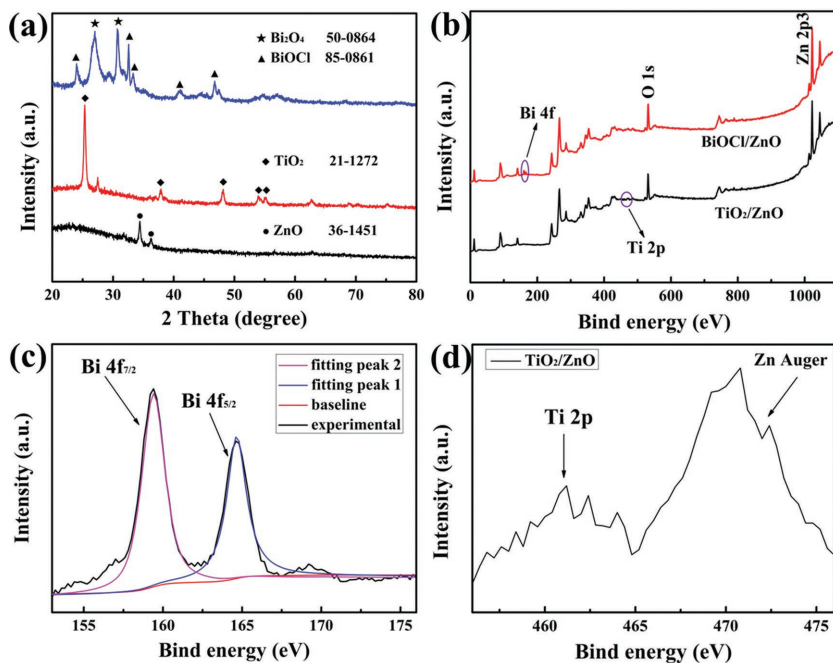 (a)
★ Bi₂O₄ 50-0864
▲ BiOCl 85-0861
◆ TiO₂ 21-1272
● ZnO 36-1451
Intensity (a.u.)
20 30 40 50 60 70 80
2 Theta (degree)
(b)
Zn 2p3
O 1s
Bi 4f
BiOCl/ZnO
TiO₂/ZnO
Ti 2p
Intensity (a.u.)
0 200 400 600 800 1000
Bind energy (eV)
(c)
Bi 4f₇/₂
Bi 4f₅/₂
fitting peak 2
fitting peak 1
baseline
experimental
Intensity (a.u.)
155 160 165 170 175
Bind energy (eV)
(d)
TiO₂/ZnO
Zn Auger
Ti 2p
Intensity (a.u.)
460 465 470 475
Bind energy (eV)